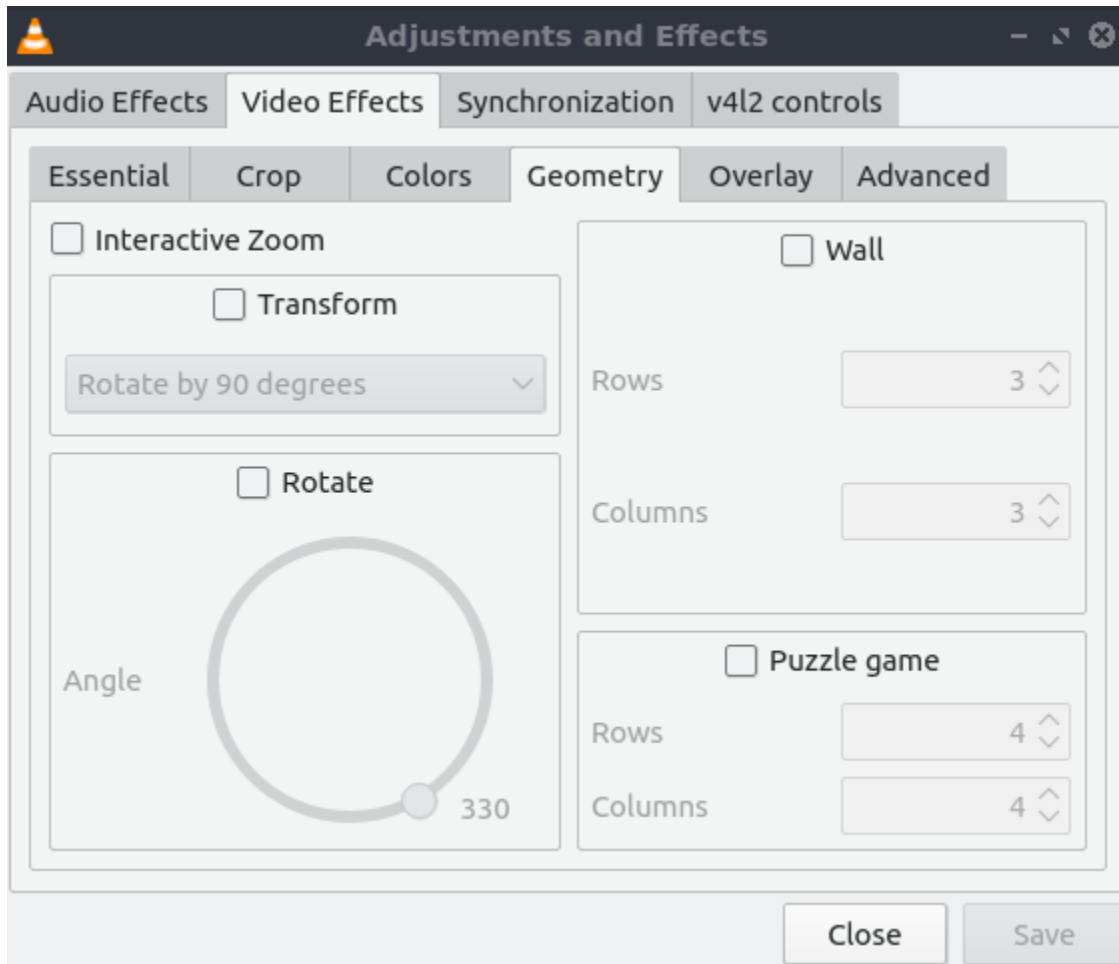 Adjustments and Effects
Audio Effects Video Effects Synchronization v4l2 controls
Essential Crop Colors Geometry Overlay Advanced
Interactive Zoom
Transform
Rotate by 90 degrees
Rotate
Angle
330
Wall
Rows 3
Columns 3
Puzzle game
Rows 4
Columns 4
Close Save